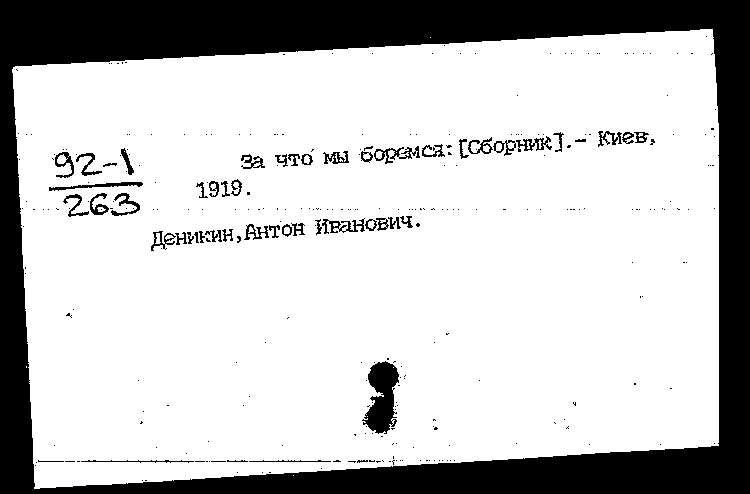 92-1
263
За что мы боремся:[Сборник].- Киев,
1919.
Деникин,Антон Иванович.